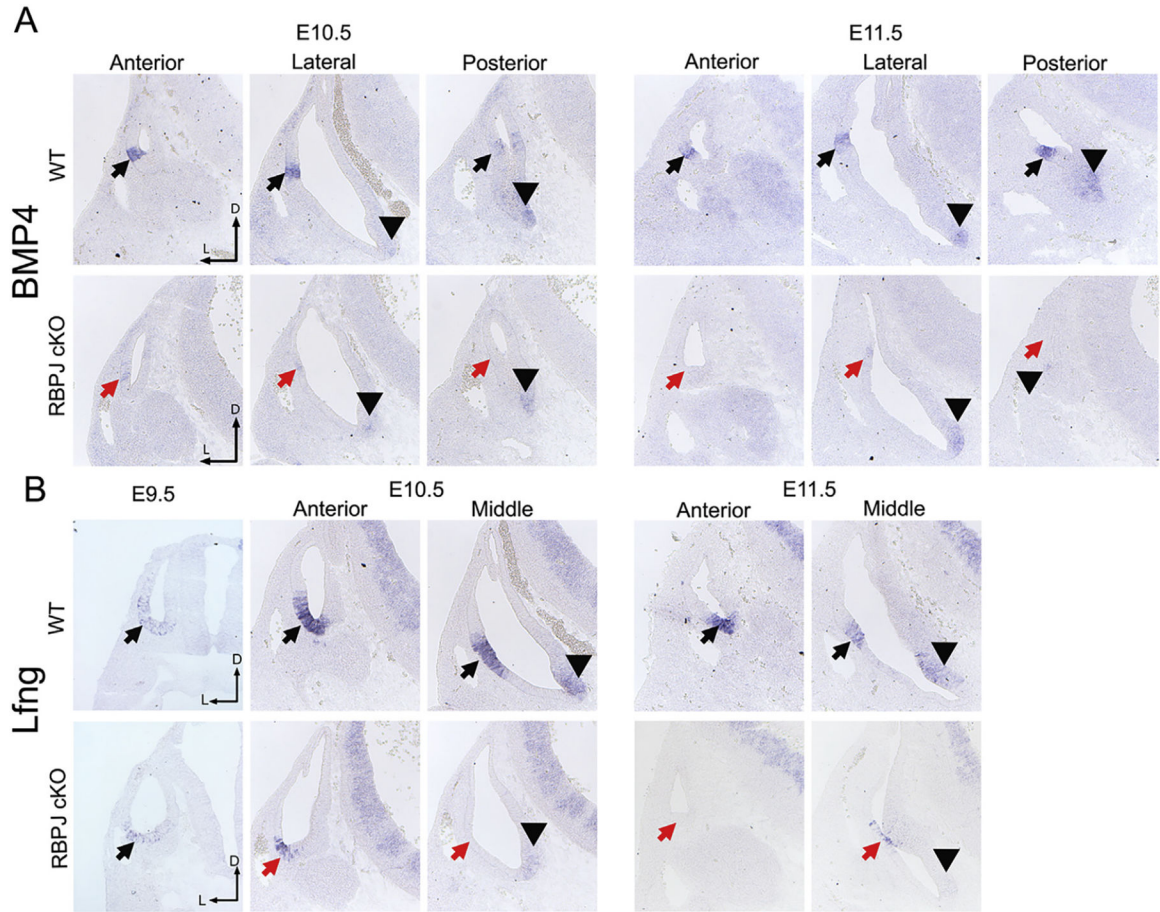 A
E10.5 E11.5
Anterior Lateral Posterior Anterior Lateral Posterior
BMP4
WT
D
L
RBPJ cKO
D
L
B
E9.5 E10.5 E11.5
Anterior Middle Anterior Middle
Lfng
WT
D
L
RBPJ cKO
D
L